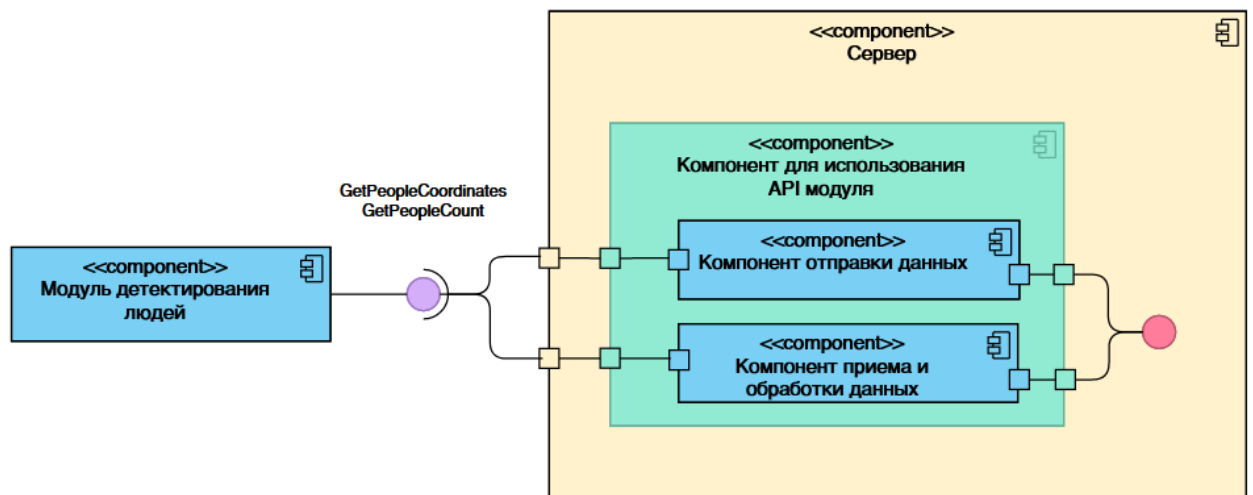 <<component>>
Сервер
<<component>>
Компонент для использования
API модуля
GetPeopleCoordinates
GetPeopleCount
<<component>>
Модуль детектирования
людей
<<component>>
Компонент отправки данных
<<component>>
Компонент приема и
обработки данных